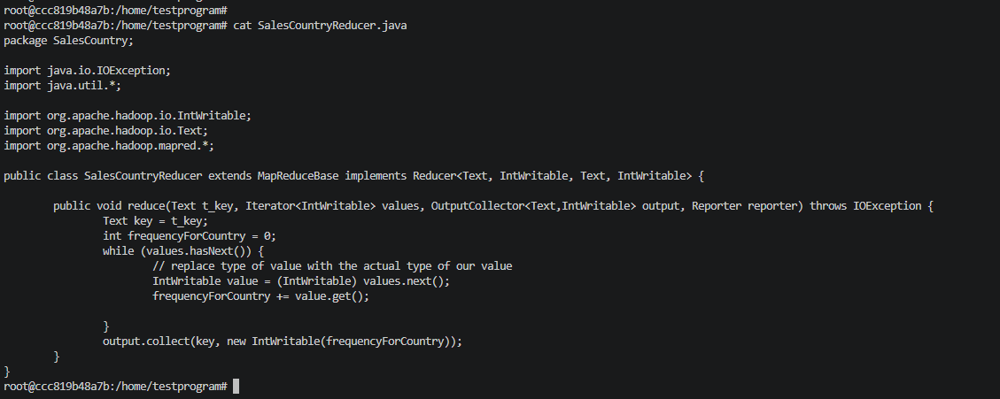 root@ccc819b48a7b:/home/testprogram#
root@ccc819b48a7b:/home/testprogram# cat SalesCountryReducer.java
package SalesCountry;

import java.io.IOException;
import java.util.*;

import org.apache.hadoop.io.IntWritable;
import org.apache.hadoop.io.Text;
import org.apache.hadoop.mapred.*;

public class SalesCountryReducer extends MapReduceBase implements Reducer<Text, IntWritable, Text, IntWritable> {

        public void reduce(Text t_key, Iterator<IntWritable> values, OutputCollector<Text,IntWritable> output, Reporter reporter) throws IOException {
                Text key = t_key;
                int frequencyForCountry = 0;
                while (values.hasNext()) {
                        // replace type of value with the actual type of our value
                        IntWritable value = (IntWritable) values.next();
                        frequencyForCountry += value.get();

                }
                output.collect(key, new IntWritable(frequencyForCountry));
        }
}
root@ccc819b48a7b:/home/testprogram#